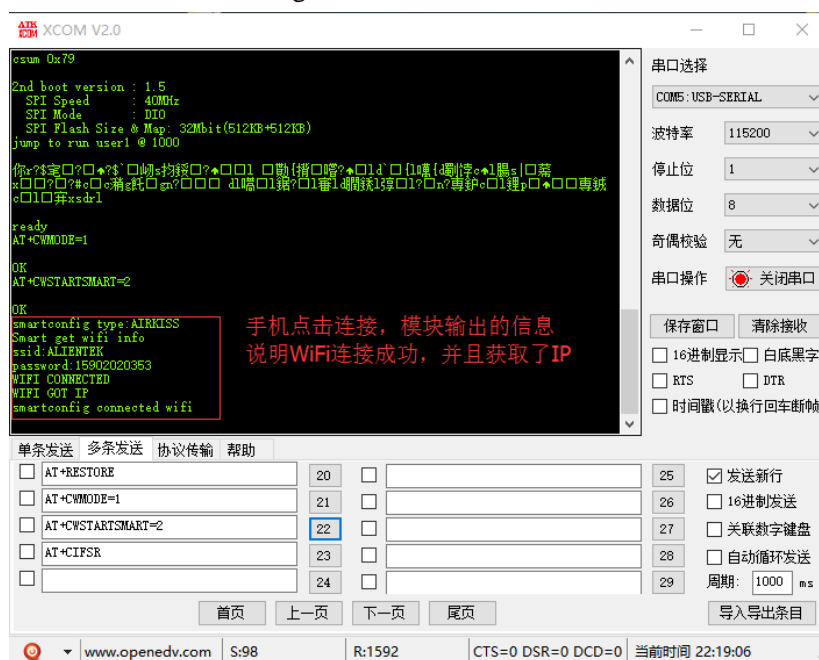 XCOM V2.0
csum 0x79
2nd boot version : 1.5
SPI Speed : 40MHz
SPI Mode : DIO
SPI Flash Size & Map: 32Mbit(512KB+512KB)
jump to run user1 @ 1000
ready
AT+CWMODE=1
OK
AT+CWSTARTSMART=2
OK
smartconfig type:AIRKISS
Smart get wifi info
ssid:ALIENTEK
password:15902020353
WIFI CONNECTED
WIFI GOT IP
smartconfig connected wifi
手机点击连接,模块输出的信息
说明WiFi连接成功,并且获取了IP
串口选择
COM5:USB-SERIAL
波特率 115200
停止位 1
数据位 8
奇偶校验 无
串口操作 关闭串口
保存窗口 清除接收
16进制显示 白底黑字
RTS DTR
时间戳(以换行回车断帧
单条发送 多条发送 协议传输 帮助
AT+RESTORE 20 25 发送新行
AT+CWMODE=1 21 26 16进制发送
AT+CWSTARTSMART=2 22 27 关联数字键盘
AT+CIFSR 23 28 自动循环发送
24 29 周期: 1000 ms
首页 上一页 下一页 尾页 导入导出条目
www.openedv.com S:98 R:1592 CTS=0 DSR=0 DCD=0 当前时间 22:19:06